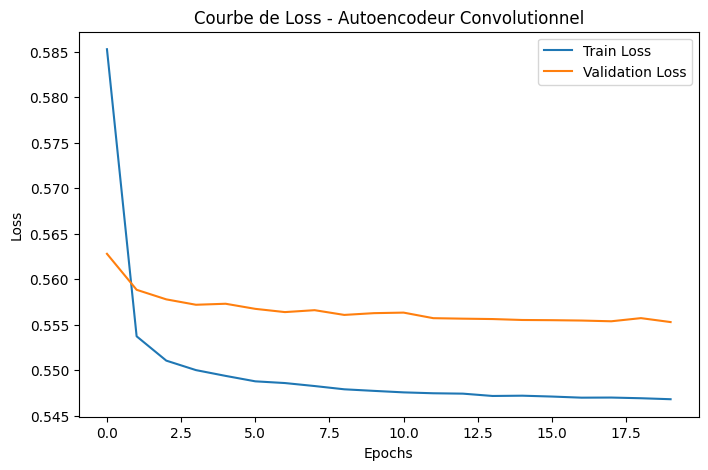 Courbe de Loss - Autoencodeur Convolutionnel
Train Loss
Validation Loss
Loss
0.585
0.580
0.575
0.570
0.565
0.560
0.555
0.550
0.545
0.0 2.5 5.0 7.5 10.0 12.5 15.0 17.5
Epochs